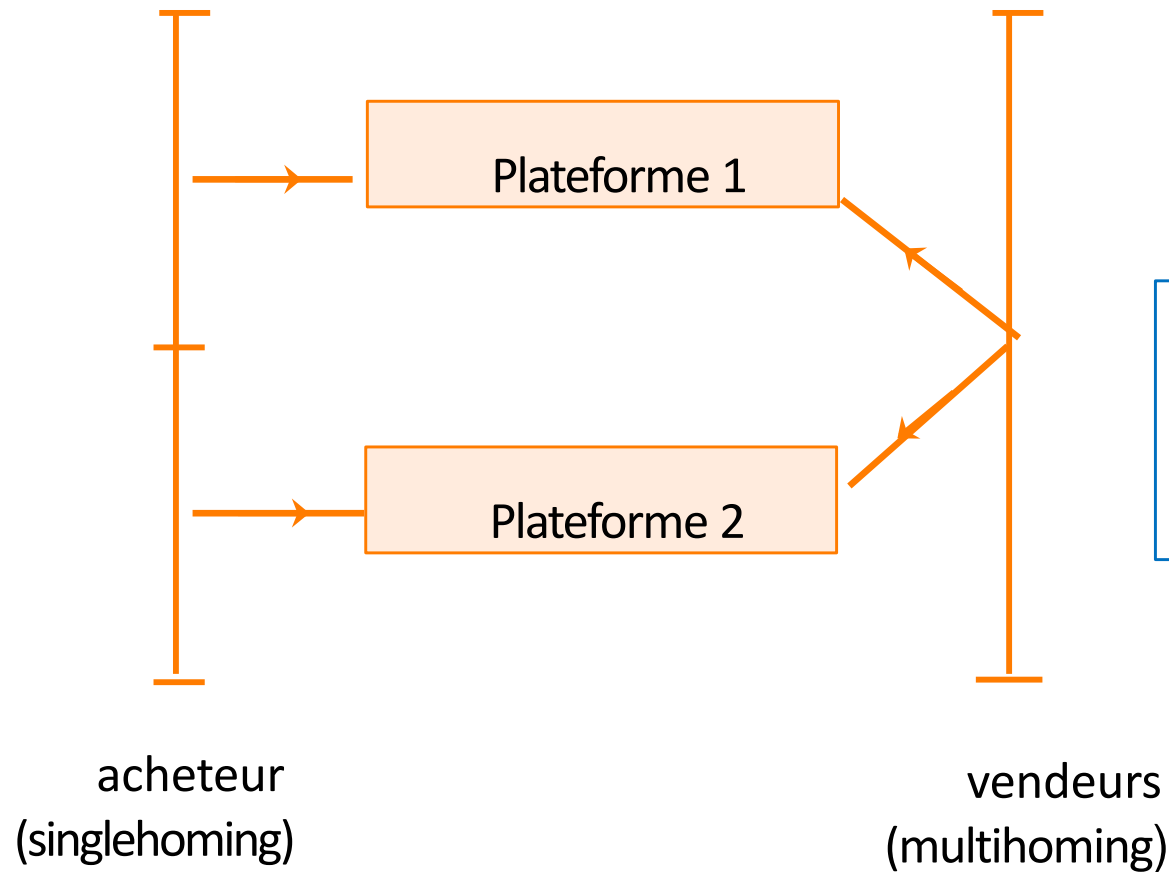 Plateforme 1
Plateforme 2
acheteur
(singlehoming)
vendeurs
(multihoming)